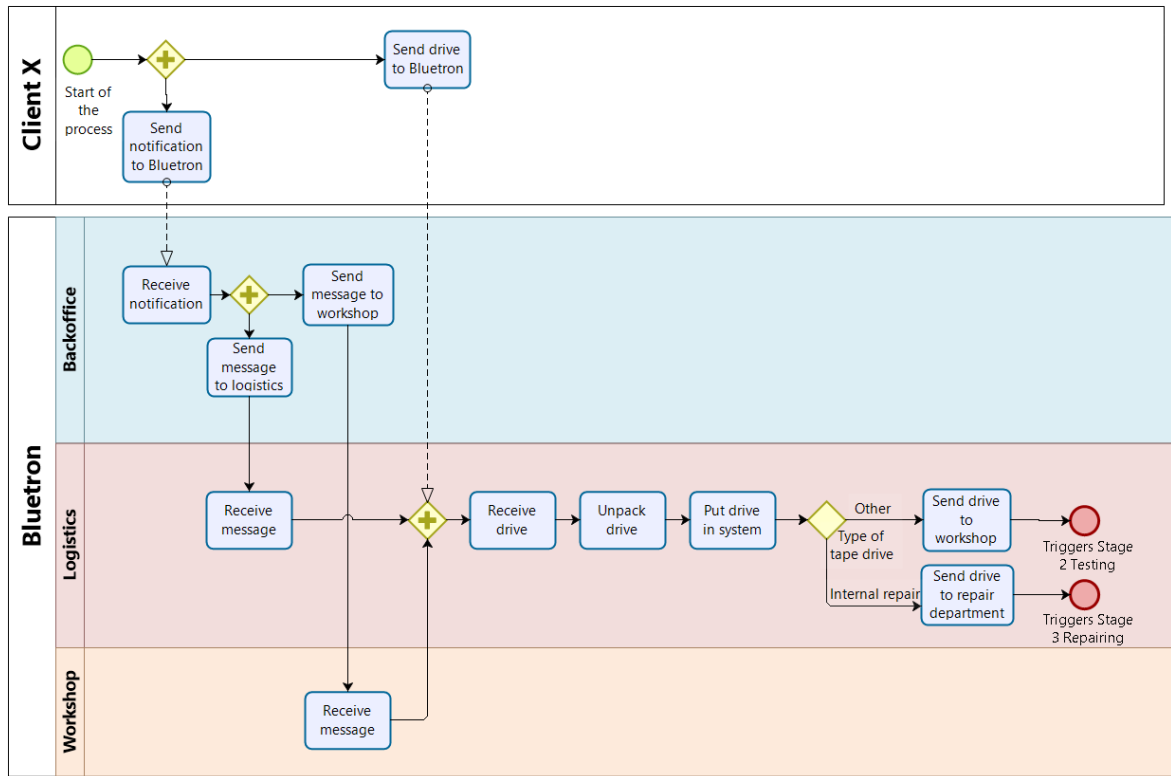 Client X
Start of
the
process
Send
notification
to Bluetron
Send drive
to Bluetron
Bluetron
Backoffice
Receive
notification
Send
message to
workshop
Send
message
to logistics
Logistics
Receive
message
Receive
drive
Unpack
drive
Put drive
in system
Other
Type of
tape drive
Internal repair
Send drive to
workshop
Triggers Stage
2 Testing
Send drive
to repair
department
Triggers Stage
3 Repairing
Workshop
Receive
message